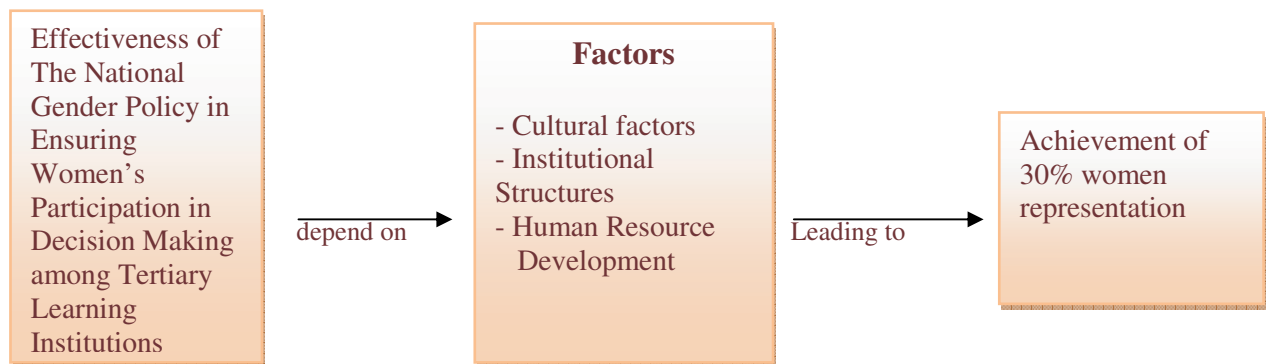 Effectiveness of
The National
Gender Policy in
Ensuring
Women’s
Participation in
Decision Making
among Tertiary
Learning
Institutions
depend on
Factors
- Cultural factors
- Institutional
Structures
- Human Resource
Development
Leading to
Achievement of
30% women
representation